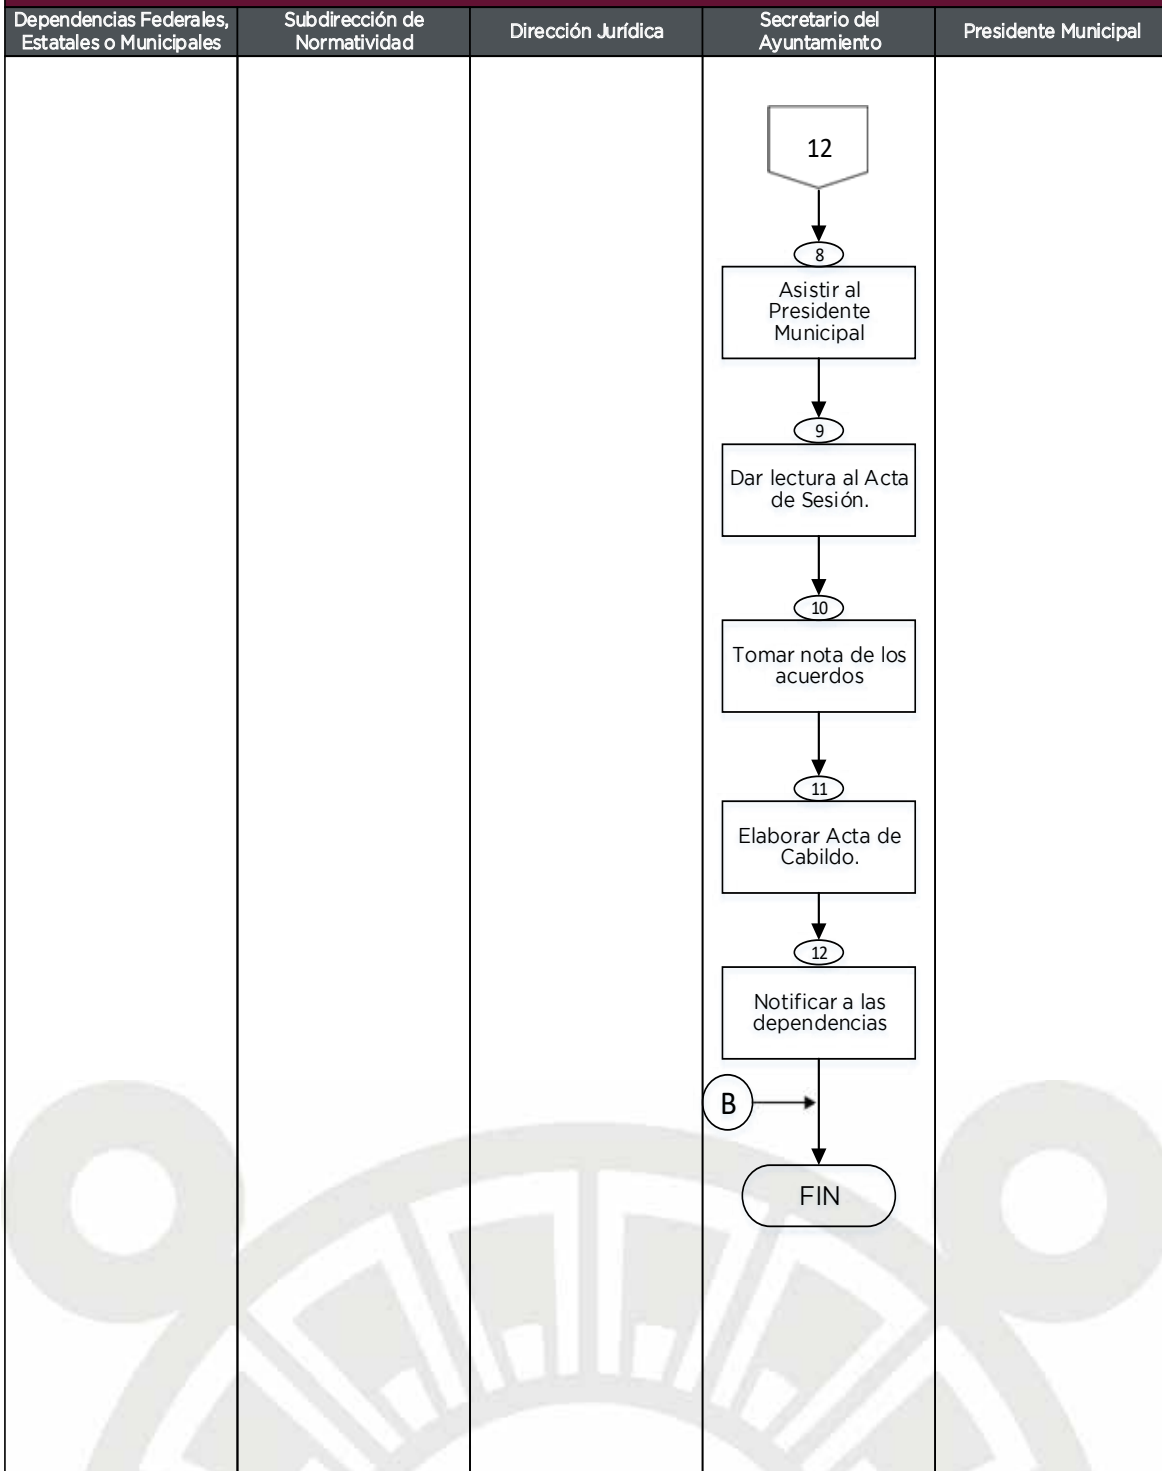 Dependencias Federales,
Estatales o Municipales
Subdirección de
Normatividad
Dirección Jurídica
Secretario del
Ayuntamiento
Presidente Municipal
12
8
Asistir al
Presidente
Municipal
9
Dar lectura al Acta
de Sesión.
10
Tomar nota de los
acuerdos
11
Elaborar Acta de
Cabildo.
12
Notificar a las
dependencias
B
FIN